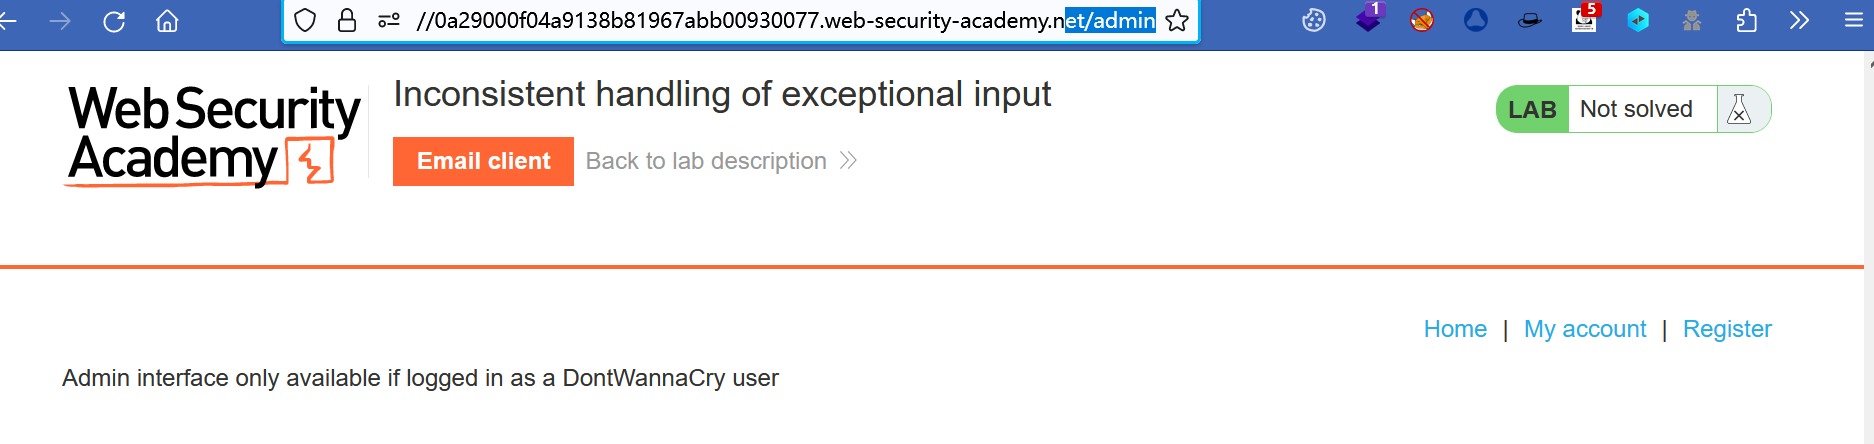 //0a29000f04a9138b81967abb00930077.web-security-academy.net/admin
1
5
Web Security
Academy
Inconsistent handling of exceptional input
LAB Not solved
Email client Back to lab description
Home | My account | Register
Admin interface only available if logged in as a DontWannaCry user